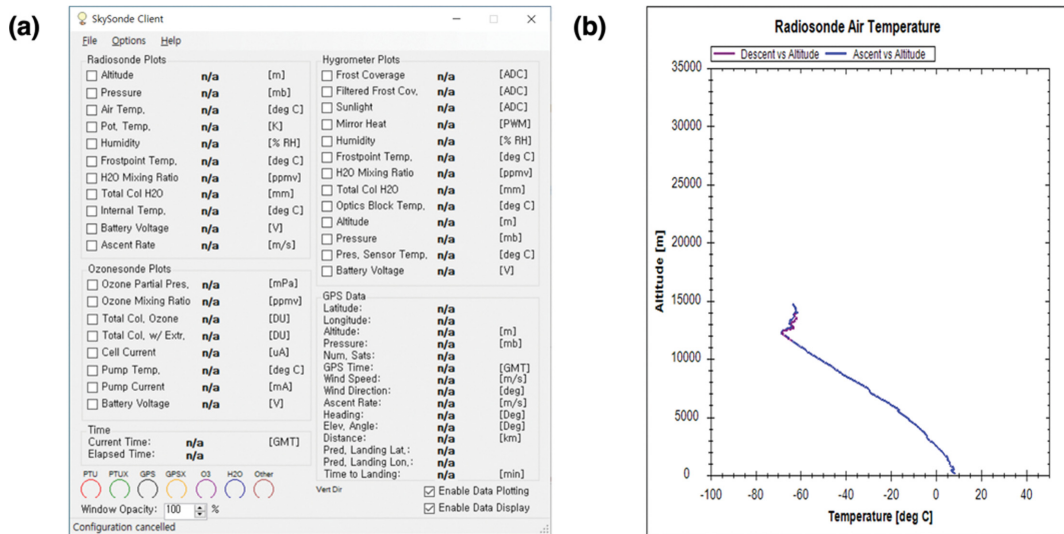 (a)
SkySonde Client
File Options Help
Radiosonde Plots
Altitude n/a [m]
Pressure n/a [mb]
Air Temp, n/a [deg C]
Pot, Temp, n/a [K]
Humidity n/a [% RH]
Frostpoint Temp, n/a [deg C]
H2O Mixing Ratio n/a [ppmv]
Total Col H2O n/a [mm]
Internal Temp, n/a [deg C]
Battery Voltage n/a [V]
Ascent Rate n/a [m/s]
Ozonesonde Plots
Ozone Partial Pres, n/a [mPa]
Ozone Mixing Ratio n/a [ppmv]
Total Col, Ozone n/a [DU]
Total Col, w/ Extr, n/a [DU]
Cell Current n/a [uA]
Pump Temp, n/a [deg C]
Pump Current n/a [mA]
Battery Voltage n/a [V]
Time
Current Time: n/a [GMT]
Elapsed Time: n/a
PTU PTUX GPS GPSX O3 H2O Other
Window Opacity: 100 %
Configuration cancelled
Hygrometer Plots
Frost Coverage n/a [ADC]
Filtered Frost Cov, n/a [ADC]
Sunlight n/a [ADC]
Mirror Heat n/a [PWM]
Humidity n/a [% RH]
Frostpoint Temp, n/a [deg C]
H2O Mixing Ratio n/a [ppmv]
Total Col H2O n/a [mm]
Optics Block Temp, n/a [deg C]
Altitude n/a [m]
Pressure n/a [mb]
Pres, Sensor Temp, n/a [deg C]
Battery Voltage n/a [V]
GPS Data
Latitude: n/a
Longitude: n/a
Altitude: n/a [m]
Pressure: n/a [mb]
Num, Sats: n/a
GPS Time: n/a [GMT]
Wind Speed: n/a [m/s]
Wind Direction: n/a [deg]
Ascent Rate: n/a [m/s]
Heading: n/a [Deg]
Elev, Angle: n/a [Deg]
Distance: n/a [km]
Pred, Landing Lat,: n/a
Pred, Landing Lon,: n/a
Time to Landing: n/a [min]
Vert Dir
Enable Data Plotting
Enable Data Display
(b)
Radiosonde Air Temperature
Descent vs Altitude Ascent vs Altitude
35000
30000
25000
20000
15000
10000
5000
0
Altitude [m]
-100 -80 -60 -40 -20 0 20 40
Temperature [deg C]